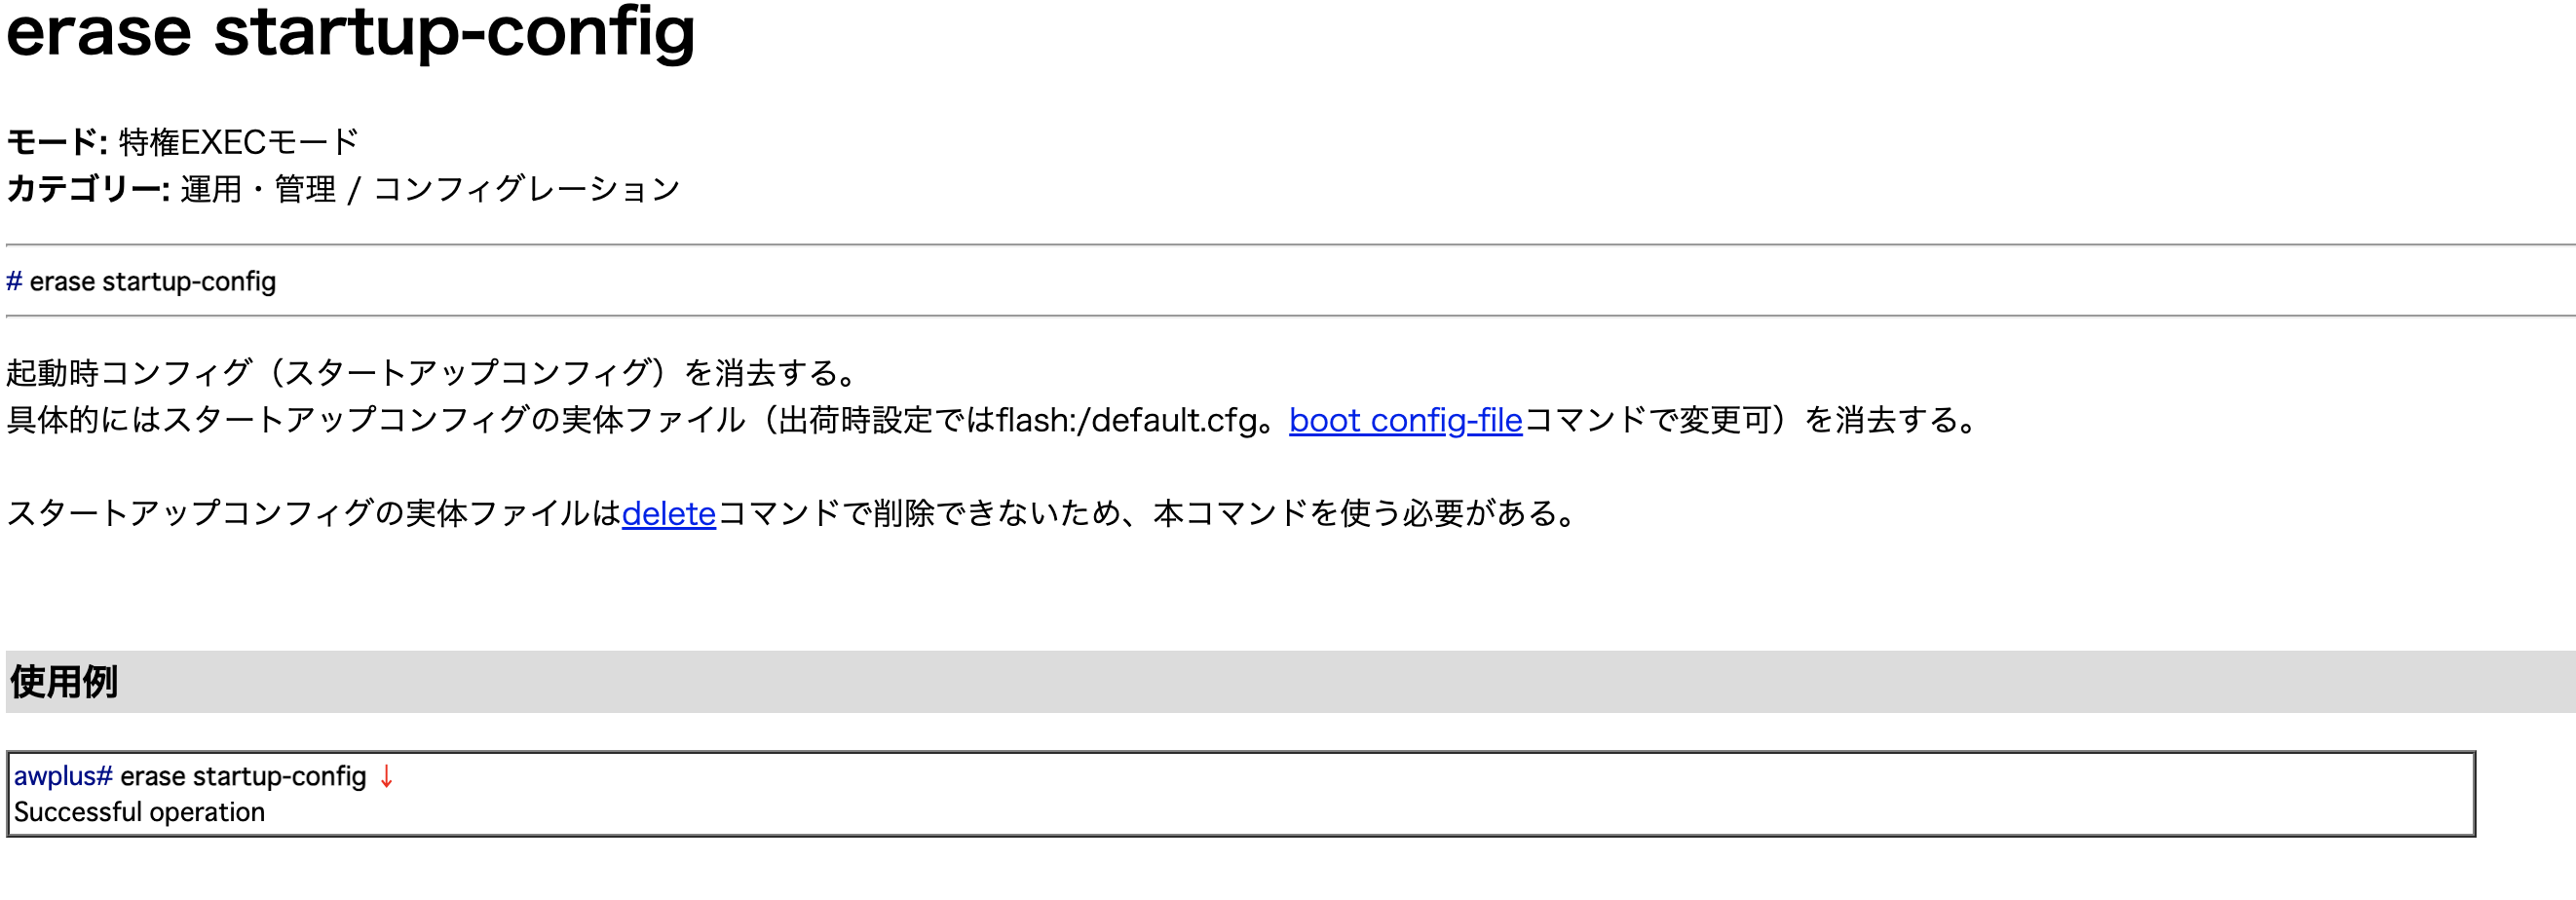 erase startup-config
モード: 特権EXECモード
カテゴリー: 運用・管理 / コンフィグレーション
# erase startup-config
起動時コンフィグ（スタートアップコンフィグ）を消去する。
具体的にはスタートアップコンフィグの実体ファイル（出荷時設定ではflash:/default.cfg。boot config-fileコマンドで変更可）を消去する。
スタートアップコンフィグの実体ファイルはdeleteコマンドで削除できないため、本コマンドを使う必要がある。
使用例
awplus# erase startup-config ↓
Successful operation